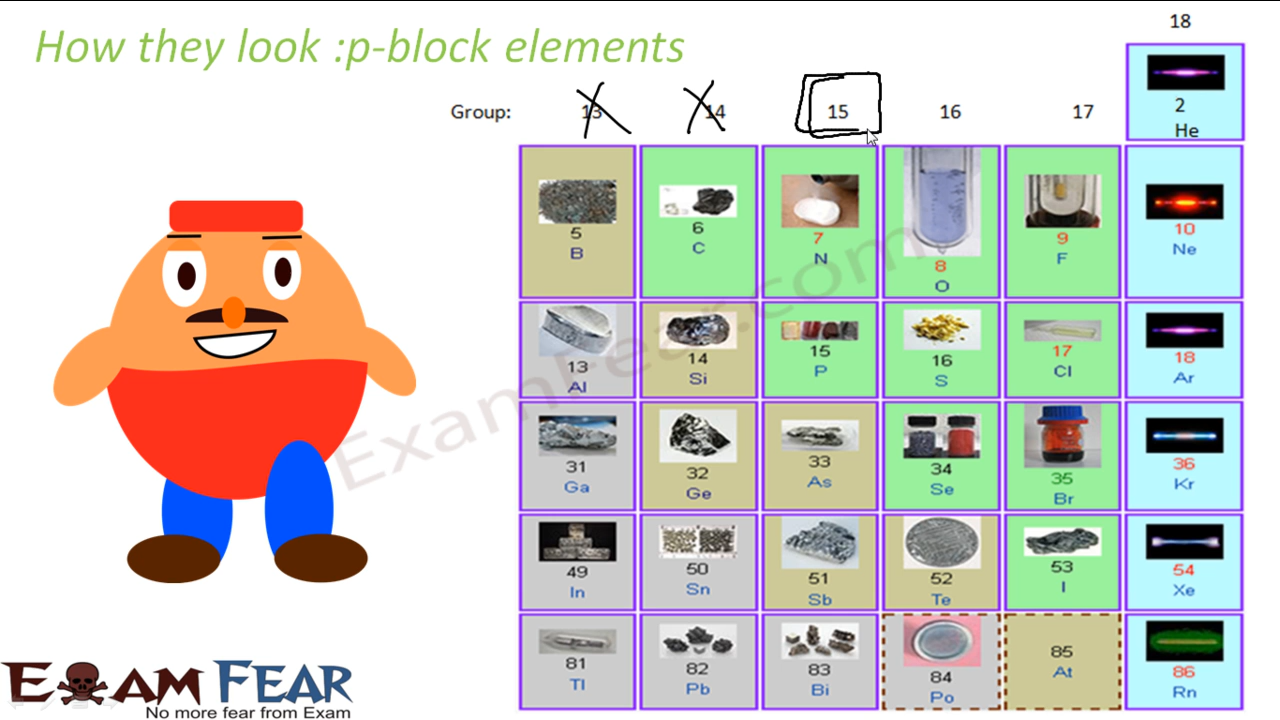 How they look :p-block elements
18
Group: 13 14 15 16 17
2
He
5 6 7 8 9 10
B C N O F Ne
13 14 15 16 17 18
Al Si P S Cl Ar
31 32 33 34 35 36
Ga Ge As Se Br Kr
49 50 51 52 53 54
In Sn Sb Te I Xe
81 82 83 84 85 86
Tl Pb Bi Po At Rn
ExamFear.com
EXAM FEAR
No more fear from Exam